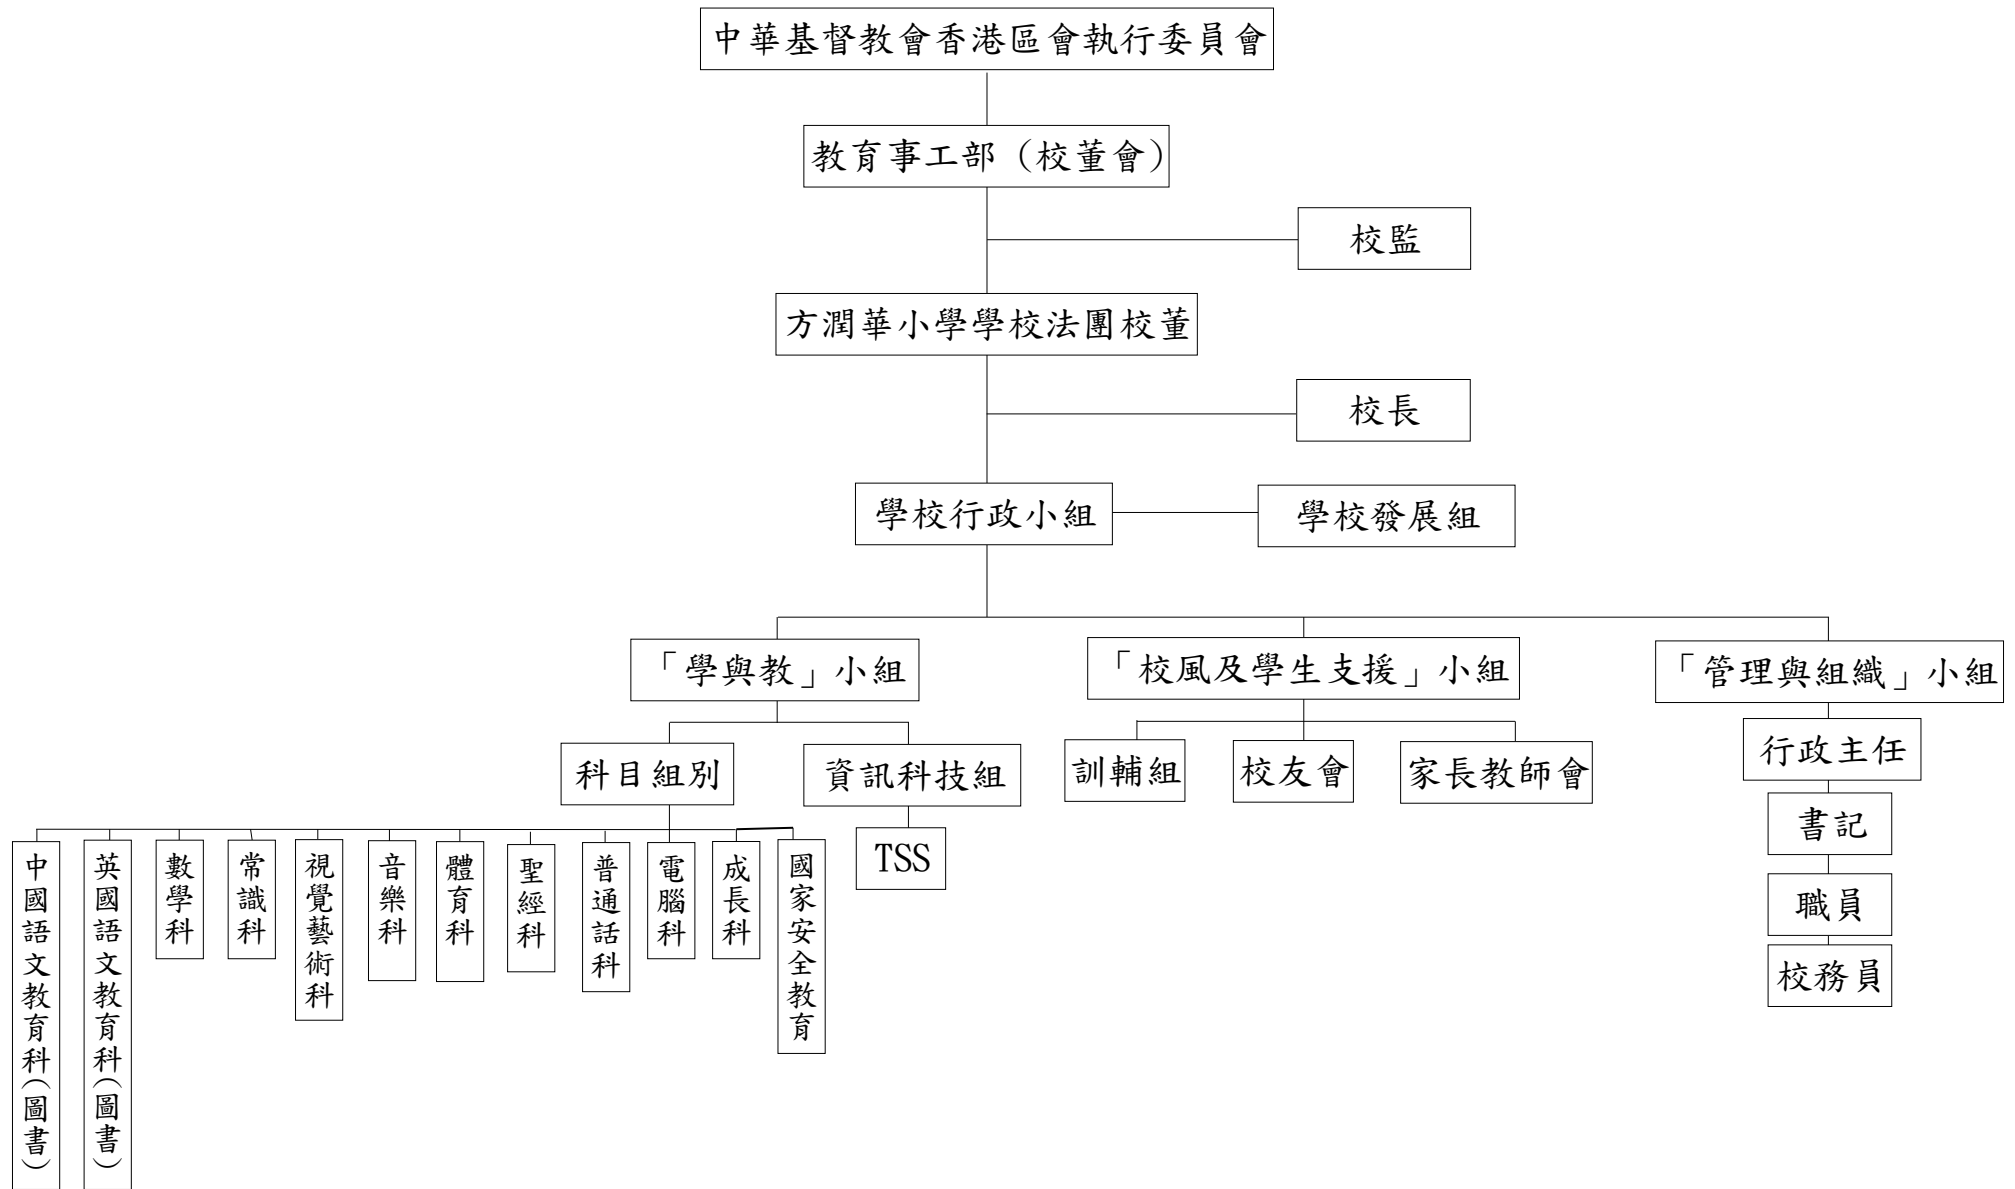 中華基督教會香港區會執行委員會
教育事工部（校董會）
校監
方潤華小學學校法團校董
校長
學校行政小組
學校發展組
「學與教」小組
「校風及學生支援」小組
「管理與組織」小組
科目組別
資訊科技組
訓輔組
校友會
家長教師會
行政主任
書記
職員
校務員
TSS
中國語文教育科(圖書)
英國語文教育科(圖書)
數學科
常識科
視覺藝術科
音樂科
體育科
聖經科
普通話科
電腦科
成長科
國家安全教育